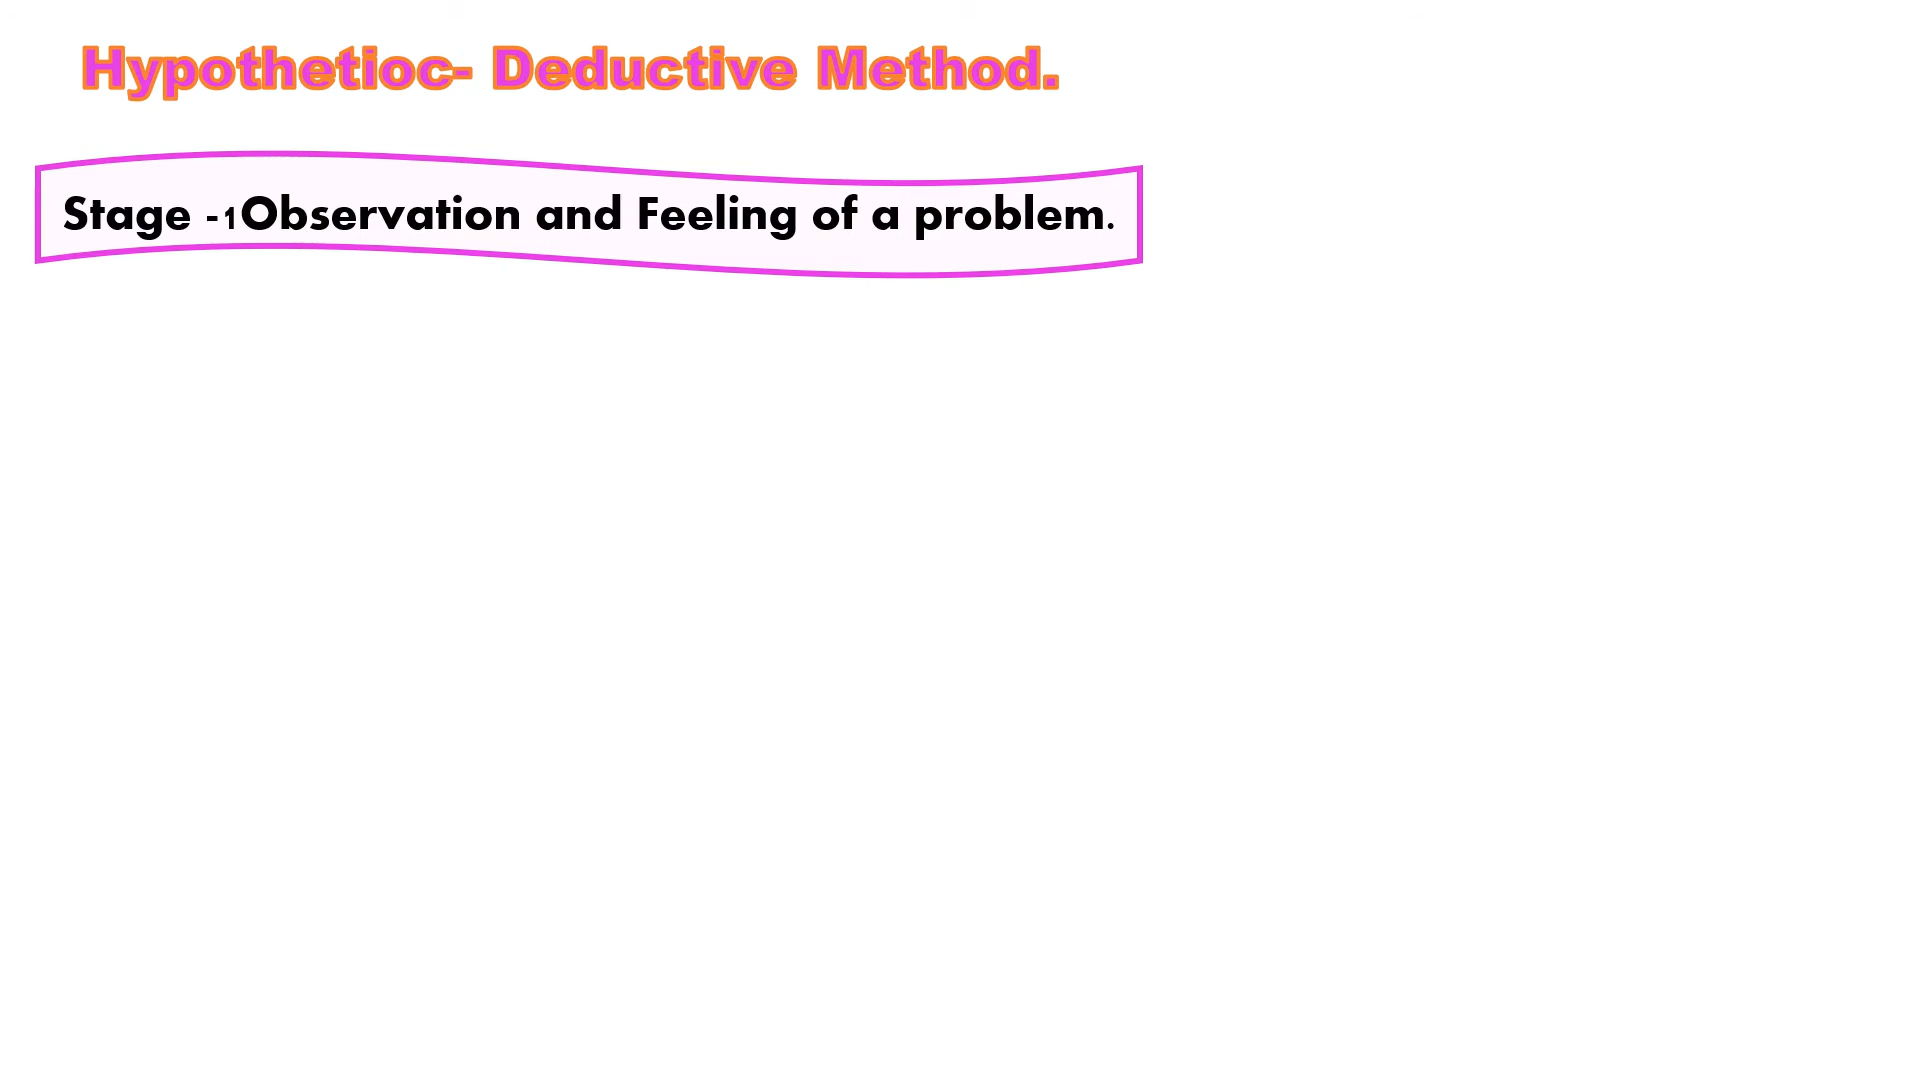 Hypothetioc- Deductive Method.
Stage -1Observation and Feeling of a problem.